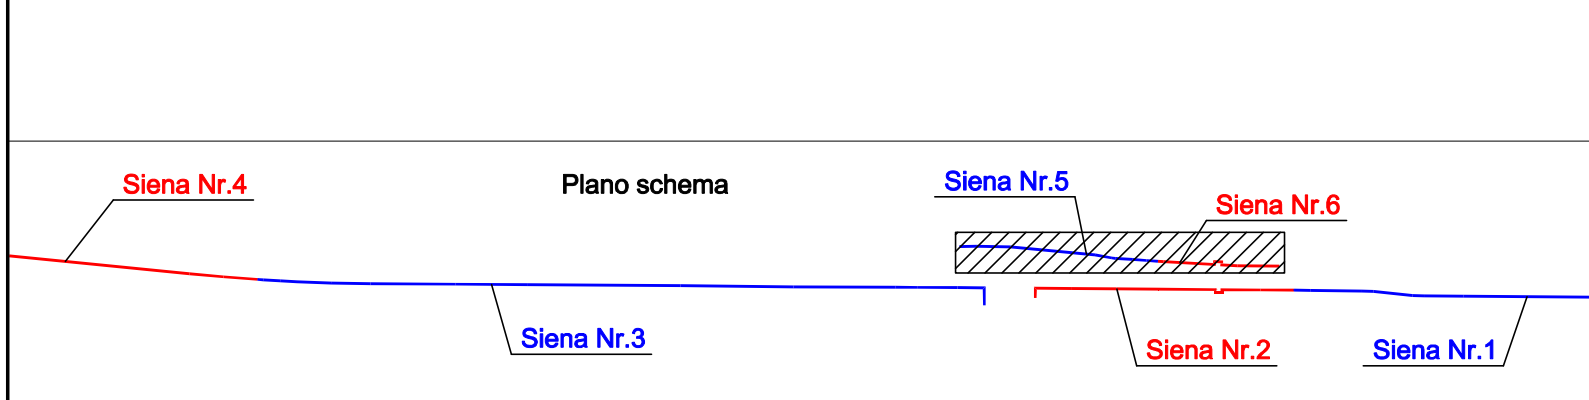 Siena Nr.4
Plano schema
Siena Nr.5
Siena Nr.6
Siena Nr.3
Siena Nr.2
Siena Nr.1